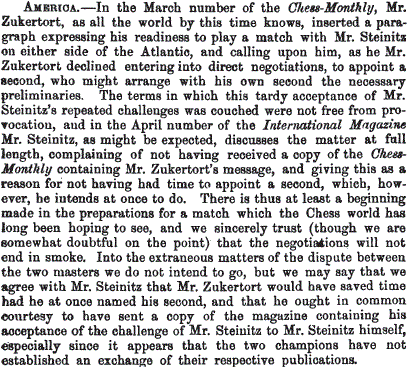 AMERICA.—In the March number of the Chess-Monthly, Mr.
Zukertort, as all the world by this time knows, inserted a para-
graph expressing his readiness to play a match with Mr. Steinitz
on either side of the Atlantic, and calling upon him, as he Mr.
Zukertort declined entering into direct negotiations, to appoint a
second, who might arrange with his own second the necessary
preliminaries. The terms in which this tardy acceptance of Mr.
Steinitz's repeated challenges was couched were not free from pro-
vocation, aud in the April number of the International Magazine
Mr. Steinitz, as might be expected, discusses the matter at full
length, complaining of not having received a copy of the Chess-
Monthly containing Mr. Zukertort's message, and giving this as a
reason for not having had time to appoint a second, which, how-
ever, he intends at once to do. There is thus at least a beginning
made in the preparations for a match which the Chess world has
long been hoping to see, and we sincerely trust (though we are
somewhat doubtful on the point) that the negotiations will not
end in smoke. Into the extraneous matters of the dispute between
the two masters we do not intend to go, but we may say that we
agree with Mr. Steinitz that Mr. Zukertort would have saved time
had he at once named his second, and that he ought in common
courtesy to have sent a copy of the magazine containing his
acceptance of the challenge of Mr. Steinitz to Mr. Steinitz himself,
especially since it appears that the two champions have not
established an exchange of their respective publications.